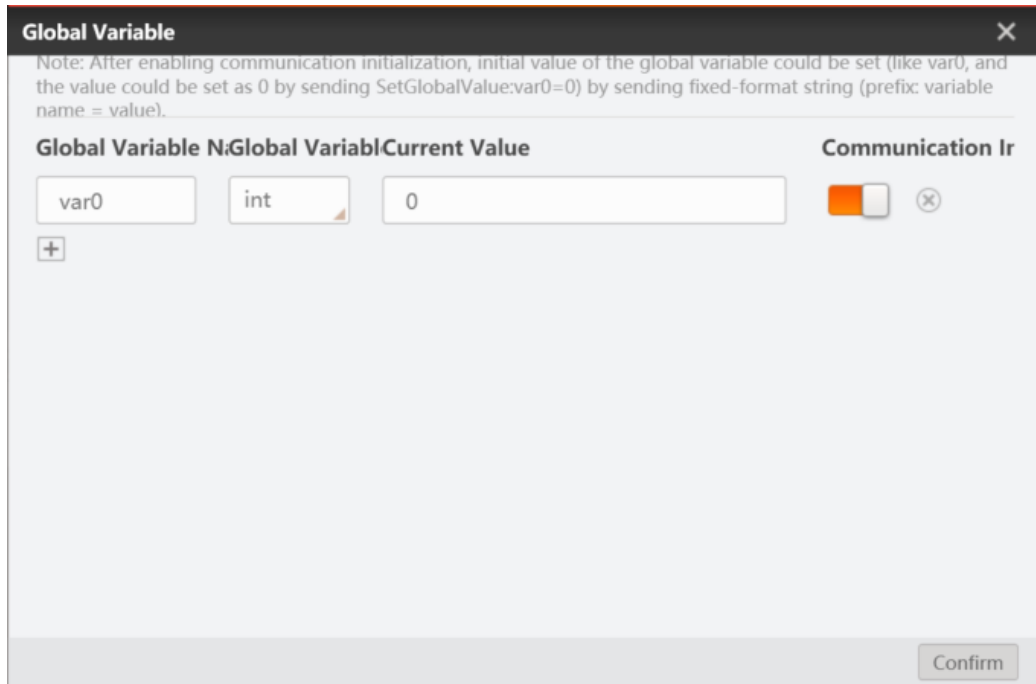 Global Variable
Note: After enabling communication initialization, initial value of the global variable could be set (like var0, and
the value could be set as 0 by sending SetGlobalValue:var0=0) by sending fixed-format string (prefix: variable
name = value).
Global Variable Na Global Variabl Current Value Communication In
var0 int 0
Confirm